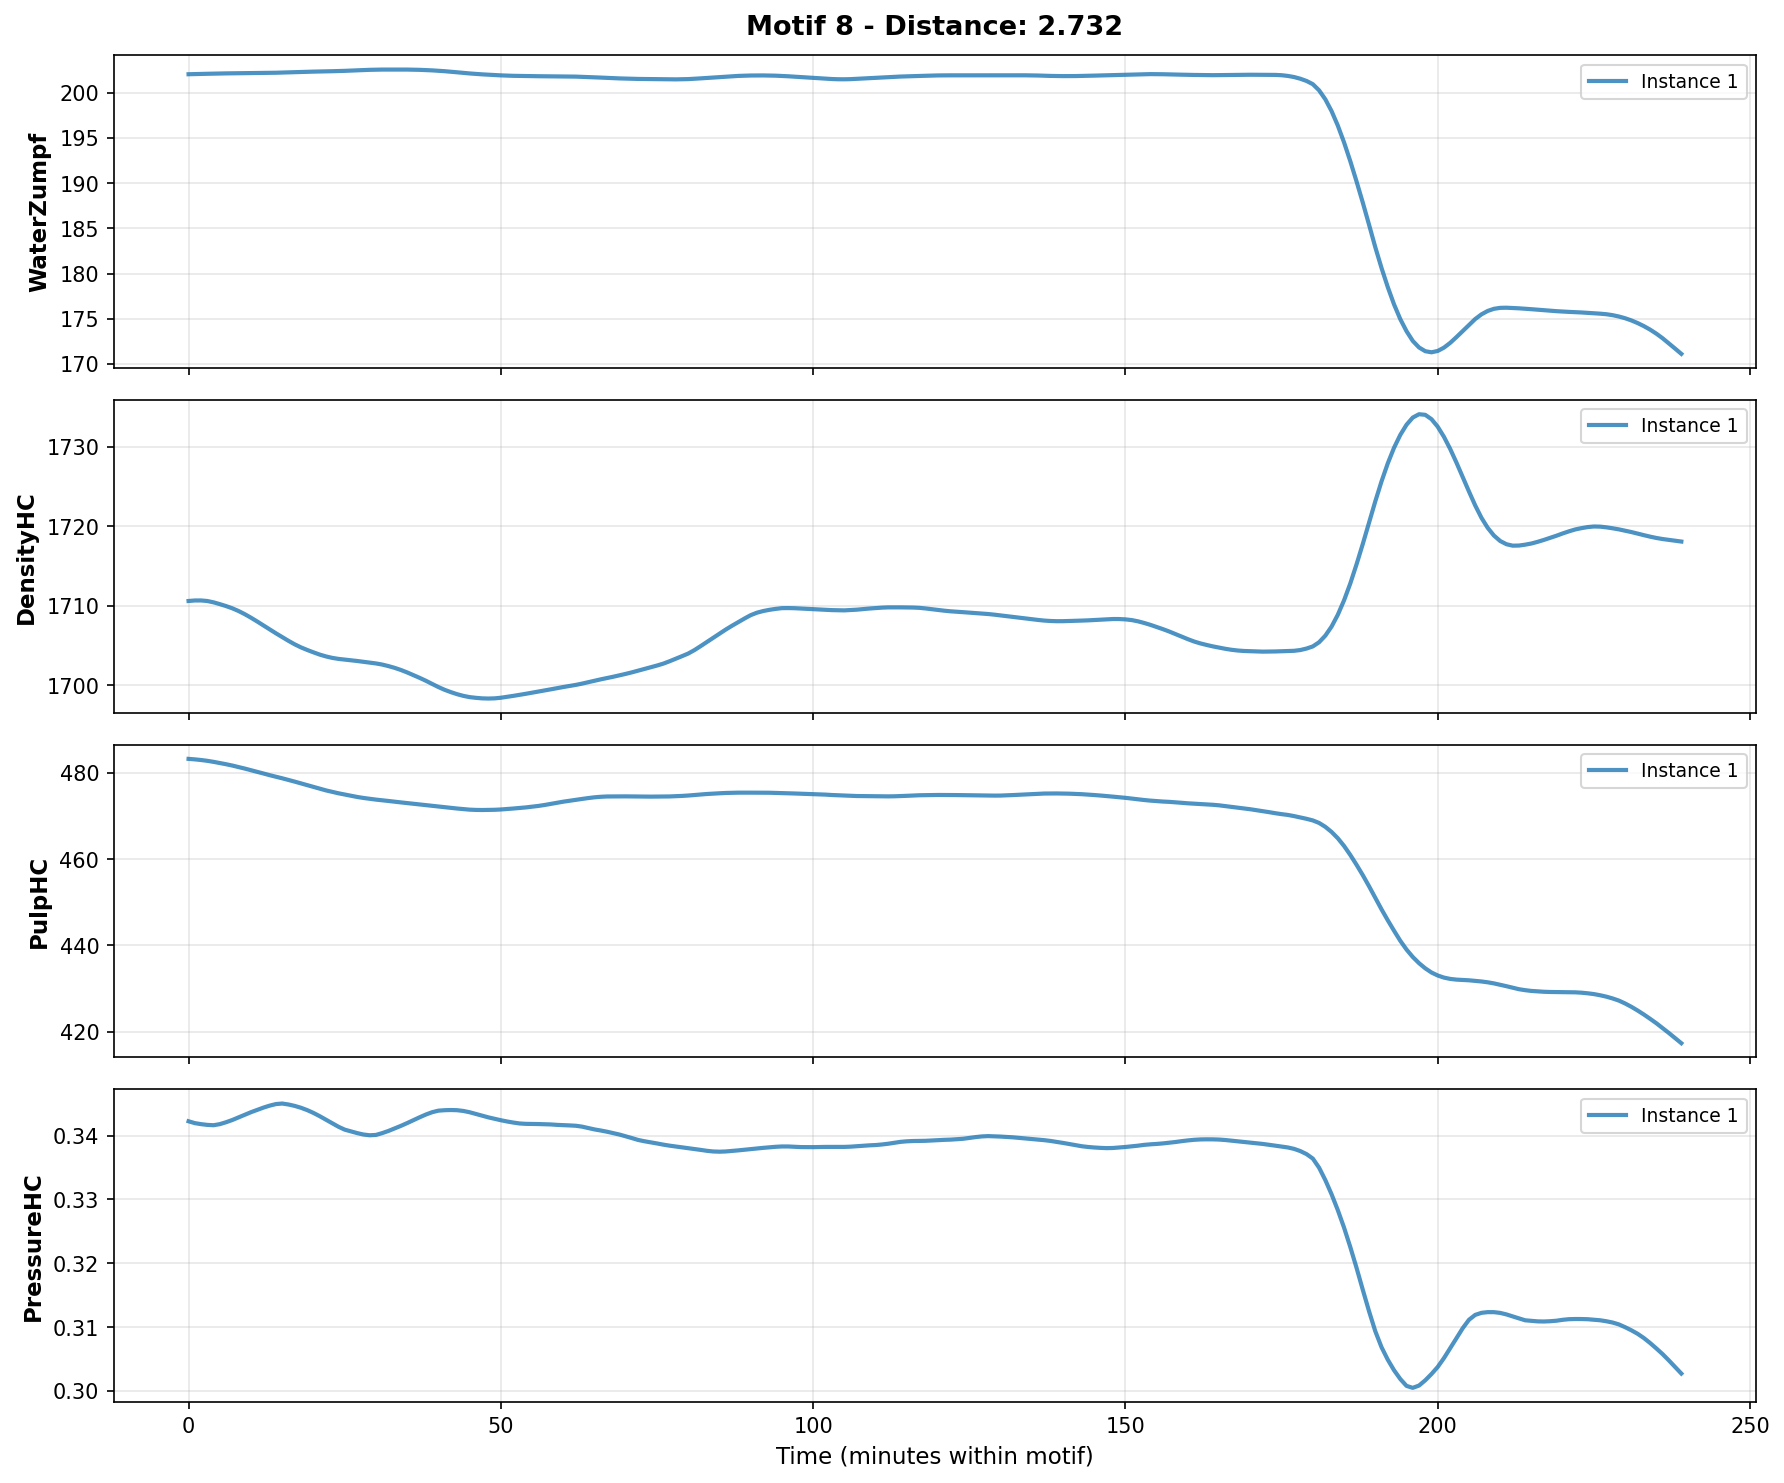 Motif 8 - Distance: 2.732
WaterZumpf
200
195
190
185
180
175
170
Instance 1
DensityHC
1730
1720
1710
1700
Instance 1
PulpHC
480
460
440
420
Instance 1
PressureHC
0.34
0.33
0.32
0.31
0.30
Instance 1
0 50 100 150 200 250
Time (minutes within motif)